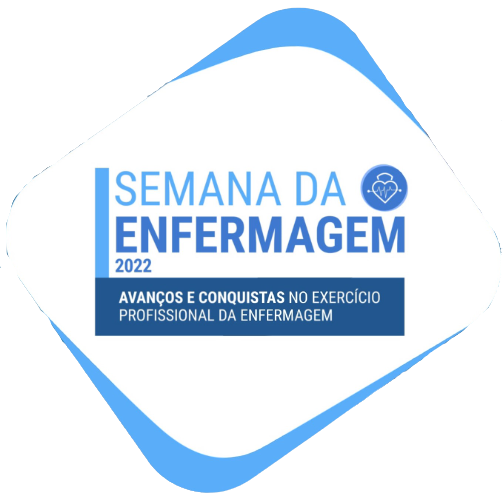 SEMANA DA
ENFERMAGEM
2022
AVANÇOS E CONQUISTAS NO EXERCÍCIO
PROFISSIONAL DA ENFERMAGEM